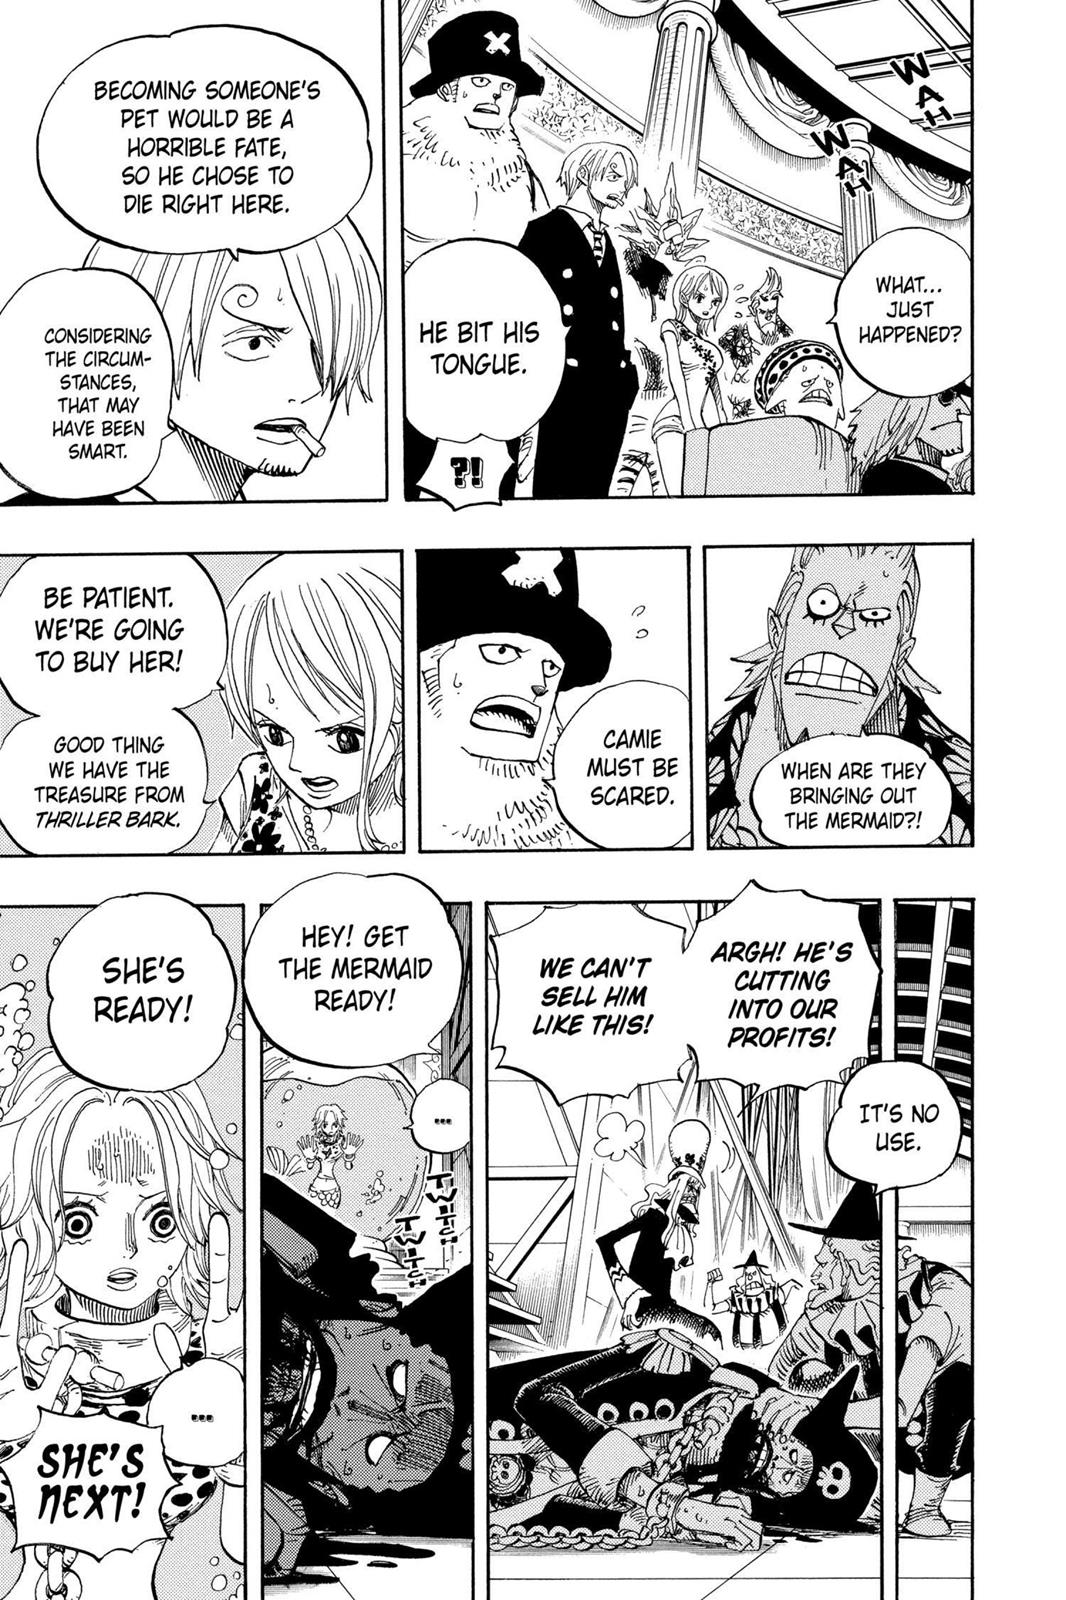 WAH
WAH
WHAT...
JUST
HAPPENED?
HE BIT HIS
TONGUE.
?!
BECOMING SOMEONE'S
PET WOULD BE A
HORRIBLE FATE,
SO HE CHOSE TO
DIE RIGHT HERE.
CONSIDERING
THE CIRCUM-
STANCES,
THAT MAY
HAVE BEEN
SMART.
WHEN ARE THEY
BRINGING OUT
THE MERMAID?!
CAMIE
MUST BE
SCARED.
BE PATIENT.
WE'RE GOING
TO BUY HER!
GOOD THING
WE HAVE THE
TREASURE FROM
THRILLER BARK.
IT'S NO
USE.
ARGH! HE'S
CUTTING
INTO OUR
PROFITS!
WE CAN'T
SELL HIM
LIKE THIS!
HEY! GET
THE MERMAID
READY!
...
TWITCH
TWITCH
SHE'S
READY!
...
SHE'S
NEXT!